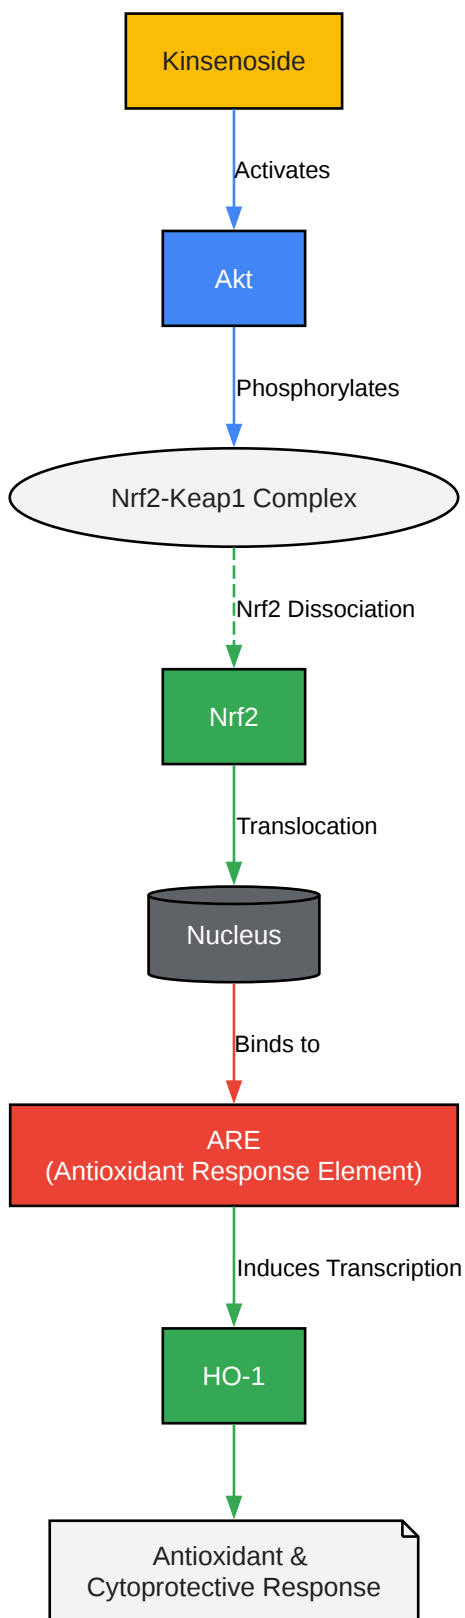 Kinsenoside
Activates
Akt
Phosphorylates
Nrf2-Keap1 Complex
Nrf2 Dissociation
Nrf2
Translocation
Nucleus
Binds to
ARE
(Antioxidant Response Element)
Induces Transcription
HO-1
Antioxidant &
Cytoprotective Response